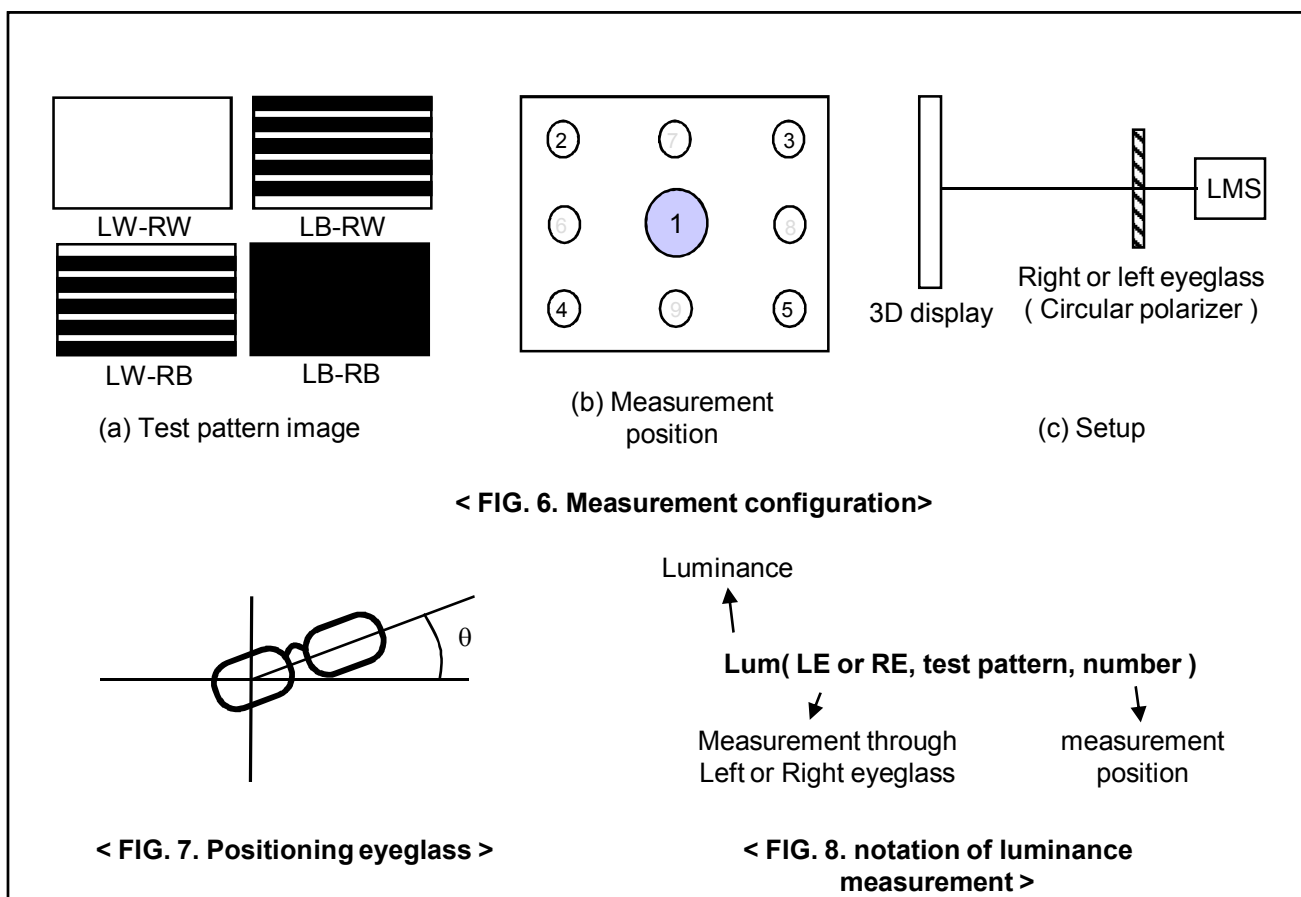 LW-RW
LB-RW
LW-RB
LB-RB
(a) Test pattern image
2
7
3
6
1
8
4
9
5
(b) Measurement
position
LMS
3D display
Right or left eyeglass
( Circular polarizer )
(c) Setup
< FIG. 6. Measurement configuration>
θ
< FIG. 7. Positioning eyeglass >
Luminance
Lum( LE or RE, test pattern, number )
Measurement through
Left or Right eyeglass
measurement
position
< FIG. 8. notation of luminance
measurement >